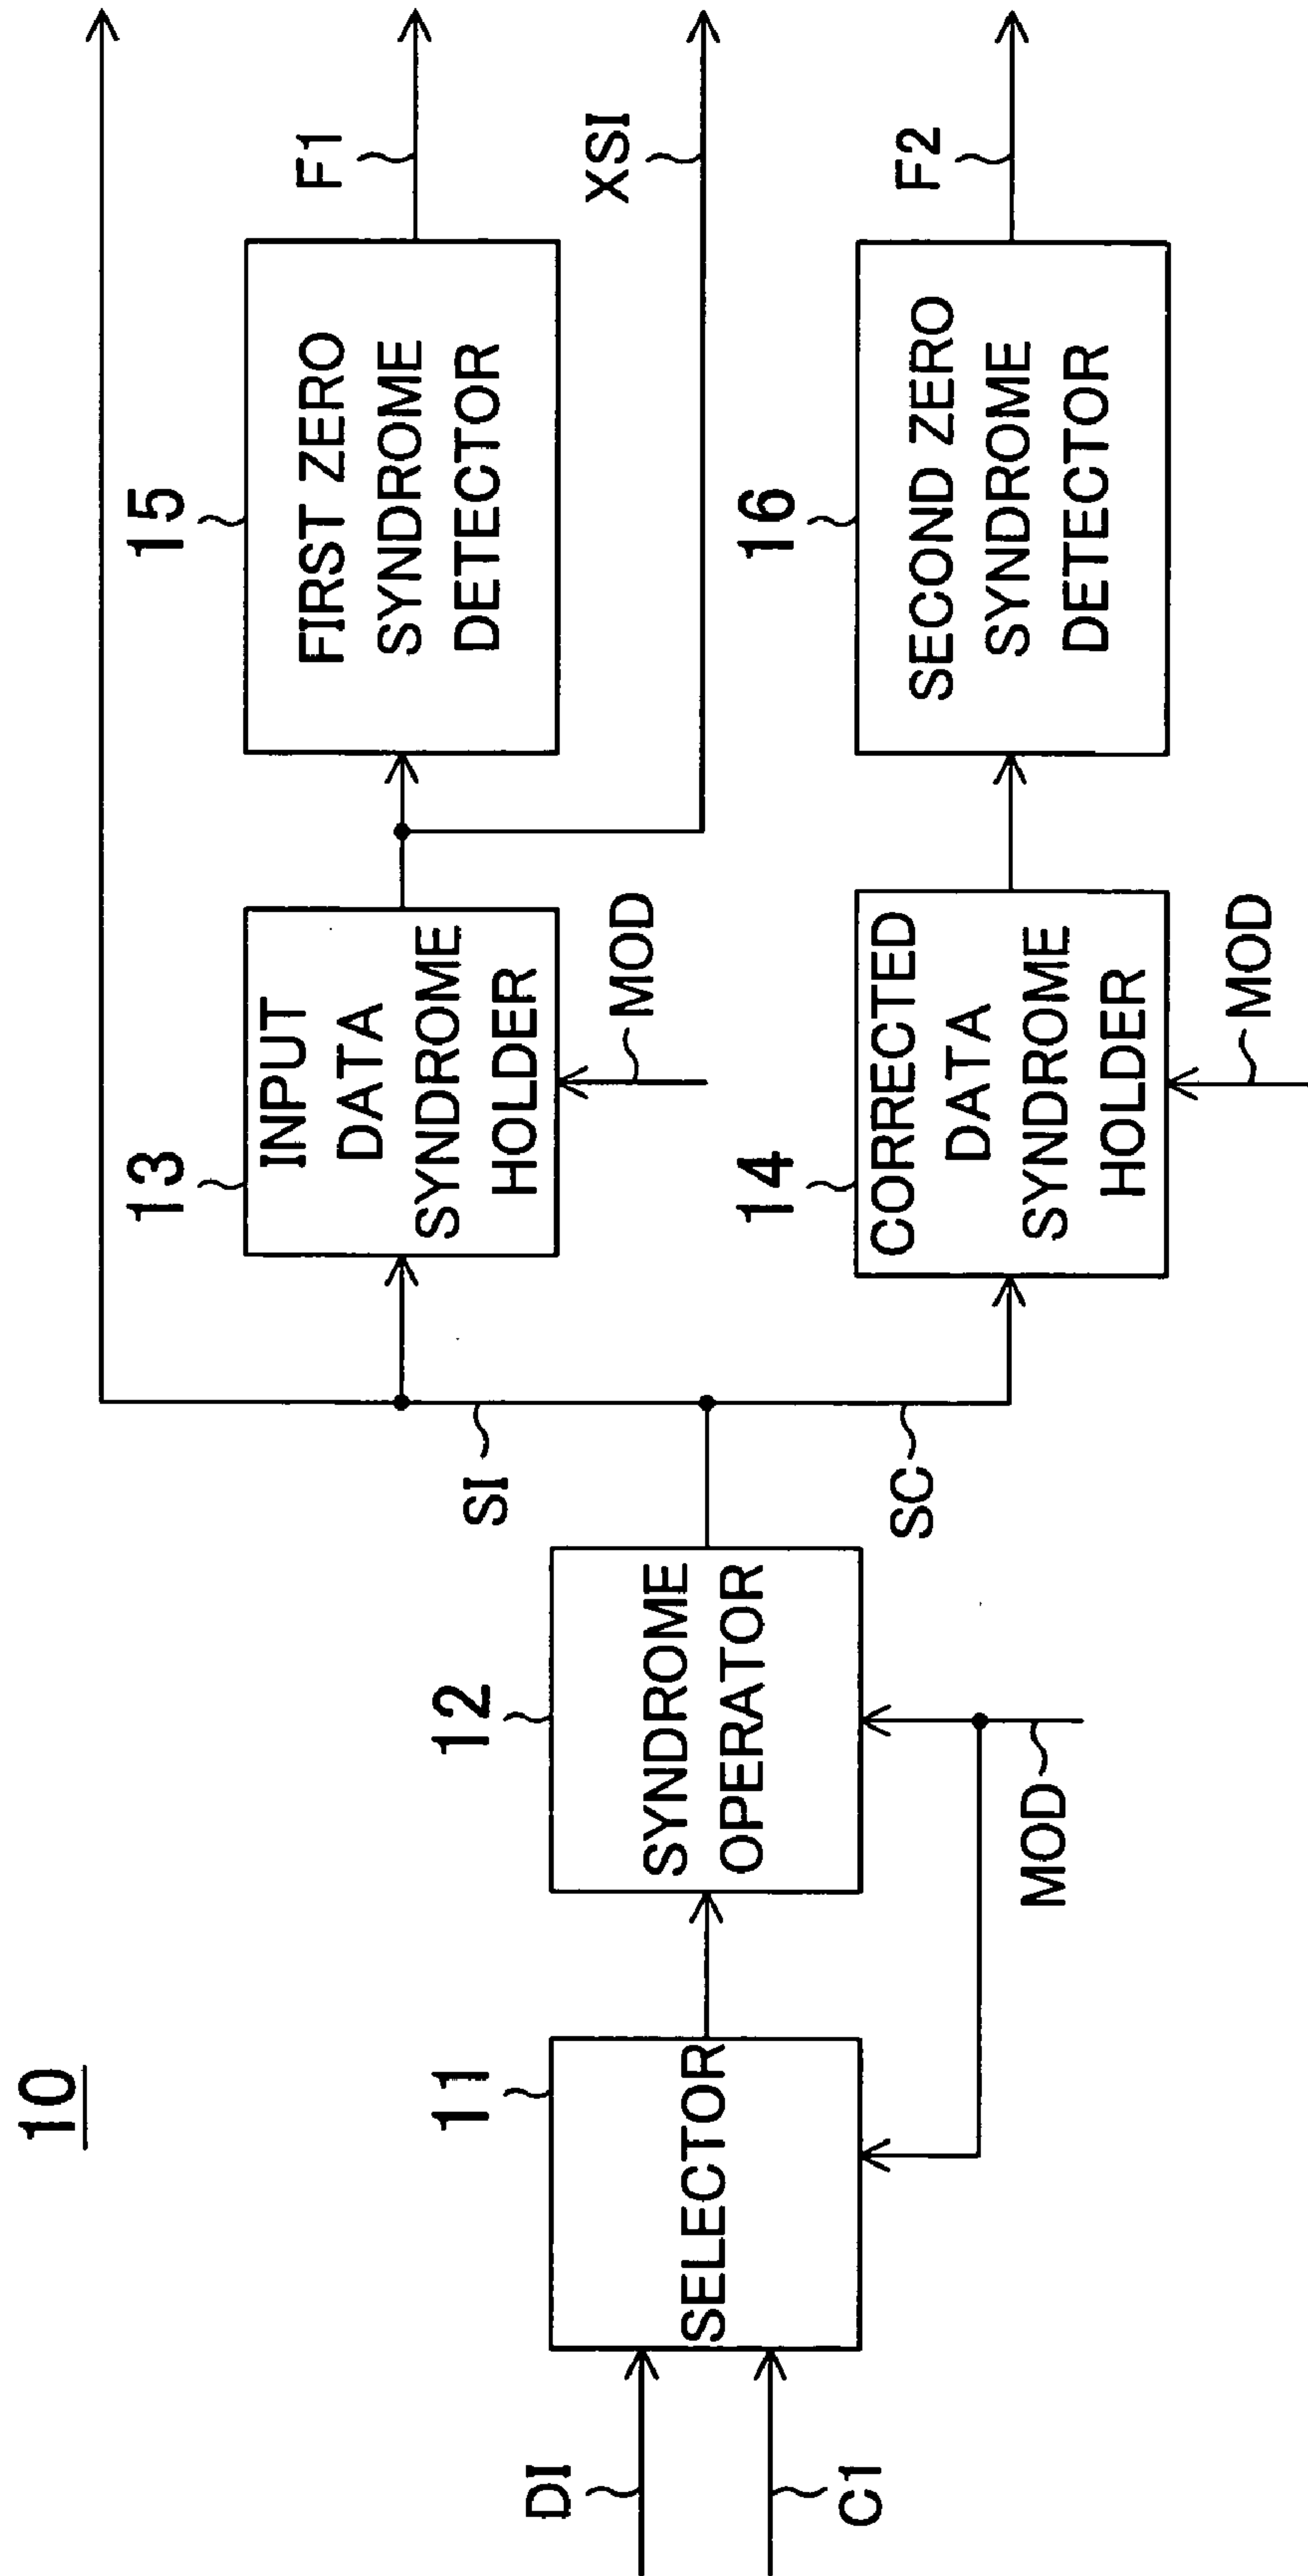 10
DI
C1
11
SELECTOR
12
SYNDROME
OPERATOR
MOD
SI
SC
13
INPUT
DATA
SYNDROME
HOLDER
MOD
14
CORRECTED
DATA
SYNDROME
HOLDER
MOD
15
FIRST ZERO
SYNDROME
DETECTOR
16
SECOND ZERO
SYNDROME
DETECTOR
F1
XSI
F2